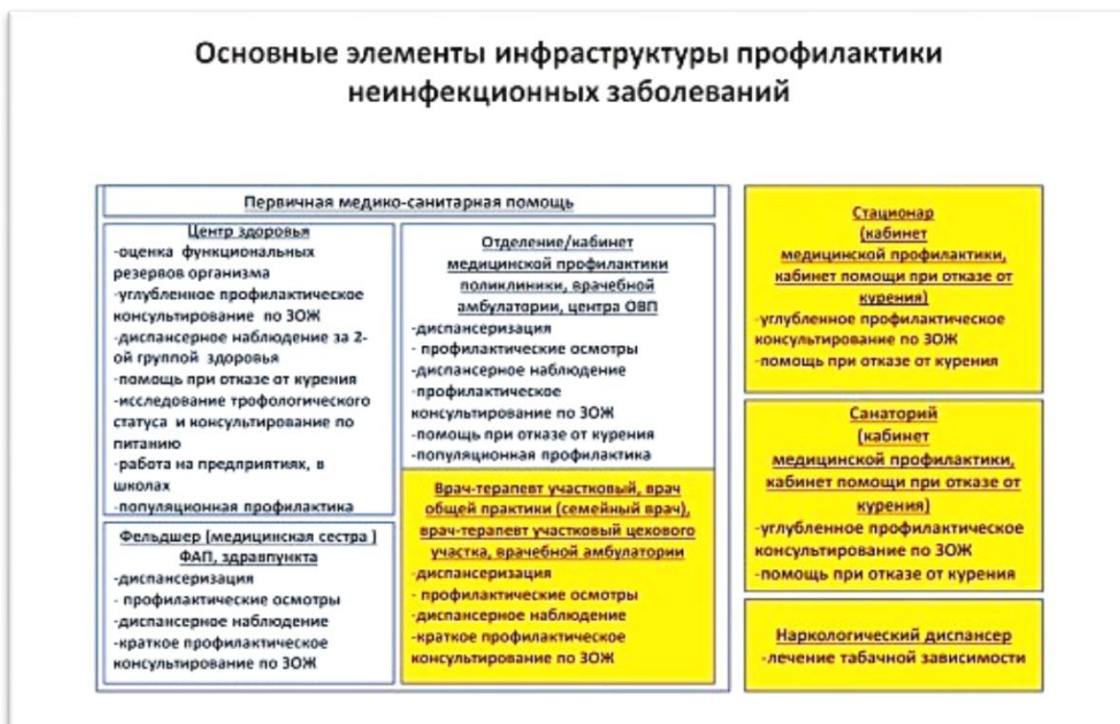 Основные элементы инфраструктуры профилактики
неинфекционных заболеваний
Первичная медико-санитарная помощь
Центр здоровья
-оценка функциональных
резервов организма
-углубленное профилактическое
консультирование по ЗОЖ
-диспансерное наблюдение за 2-
ой группой здоровья
-помощь при отказе от курения
-исследование трофологического
статуса и консультирование по
питанию
-работа на предприятиях, в
школах
-популяционная профилактика
Фельдшер (медицинская сестра )
ФАП, здравпункта
-диспансеризация
- профилактические осмотры
-диспансерное наблюдение
-краткое профилактическое
консультирование по ЗОЖ
Отделение/кабинет
медицинской профилактики
поликлиники, врачебной
амбулатории, центра ОВП
-диспансеризация
- профилактические осмотры
-диспансерное наблюдение
-профилактическое
консультирование по ЗОЖ
-помощь при отказе от курения
-популяционная профилактика
Врач-терапевт участковый, врач
общей практики (семейный врач),
врач-терапевт участковый цехового
участка, врачебной амбулатории
-диспансеризация
- профилактические осмотры
-диспансерное наблюдение
-краткое профилактическое
консультирование по ЗОЖ
Стационар
(кабинет
медицинской профилактики,
кабинет помощи при отказе от
курения)
-углубленное профилактическое
консультирование по ЗОЖ
-помощь при отказе от курения
Санаторий
(кабинет
медицинской профилактики,
кабинет помощи при отказе от
курения)
-углубленное профилактическое
консультирование по ЗОЖ
-помощь при отказе от курения
Наркологический диспансер
-лечение табачной зависимости